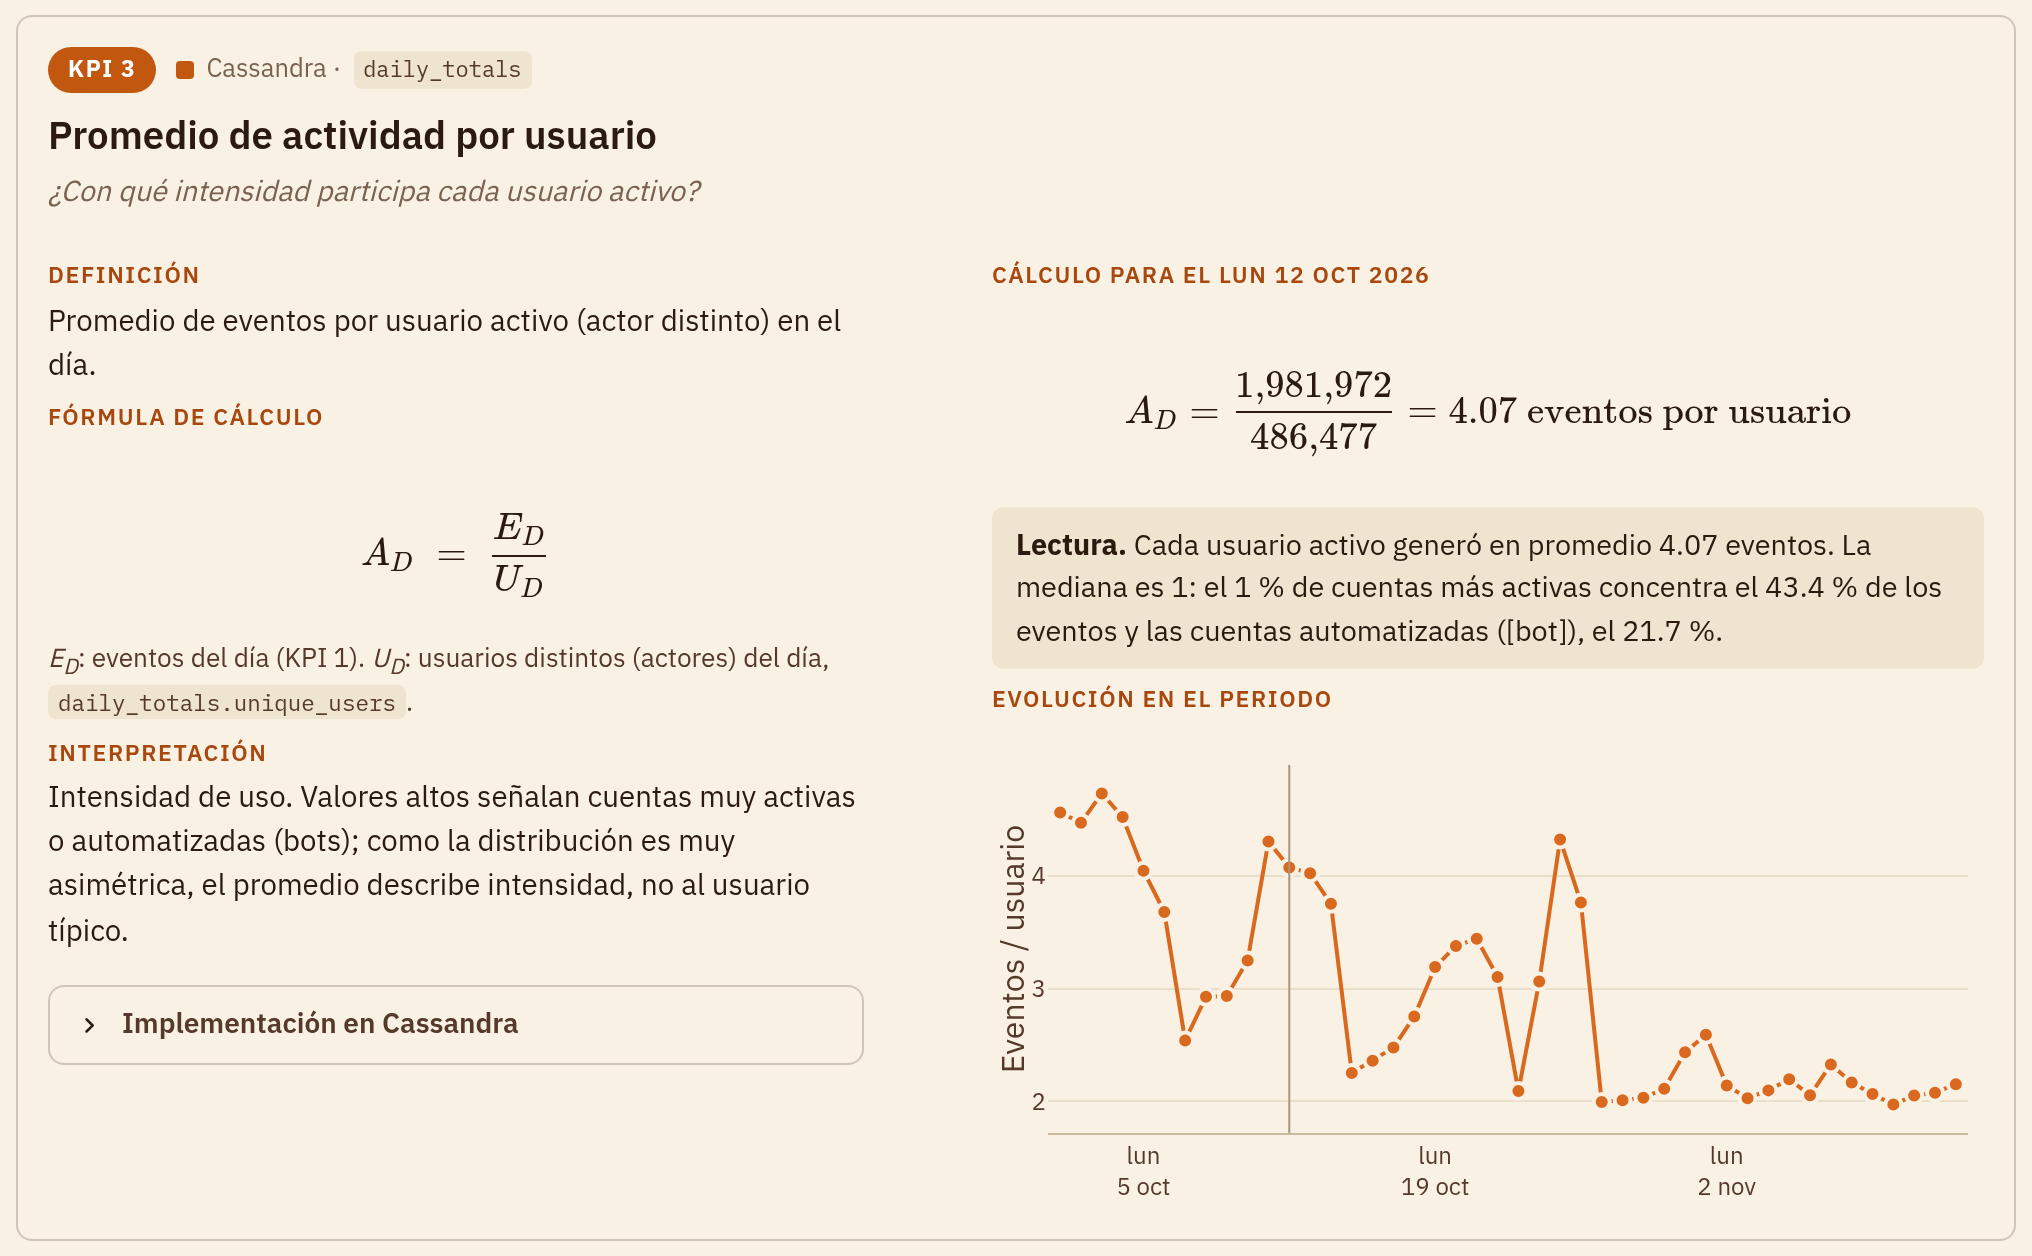 KPI 3 Cassandra · daily_totals
Promedio de actividad por usuario
¿Con qué intensidad participa cada usuario activo?
DEFINICIÓN
Promedio de eventos por usuario activo (actor distinto) en el
día.
FÓRMULA DE CÁLCULO
A_D = E_D / U_D
E_D: eventos del día (KPI 1). U_D: usuarios distintos (actores) del día,
daily_totals.unique_users.
INTERPRETACIÓN
Intensidad de uso. Valores altos señalan cuentas muy activas
o automatizadas (bots); como la distribución es muy
asimétrica, el promedio describe intensidad, no al usuario
típico.
Implementación en Cassandra
CÁLCULO PARA EL LUN 12 OCT 2026
A_D = 1,981,972 / 486,477 = 4.07 eventos por usuario
Lectura. Cada usuario activo generó en promedio 4.07 eventos. La
mediana es 1: el 1 % de cuentas más activas concentra el 43.4 % de los
eventos y las cuentas automatizadas ([bot]), el 21.7 %.
EVOLUCIÓN EN EL PERIODO
Eventos / usuario
4
3
2
lun
5 oct
lun
19 oct
lun
2 nov